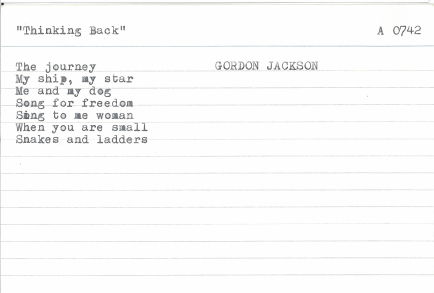 "Thinking Back" A 0742
The journey GORDON JACKSON
My ship, my star
Me and my dog
Song for freedom
Sing to me woman
When you are small
Snakes and ladders